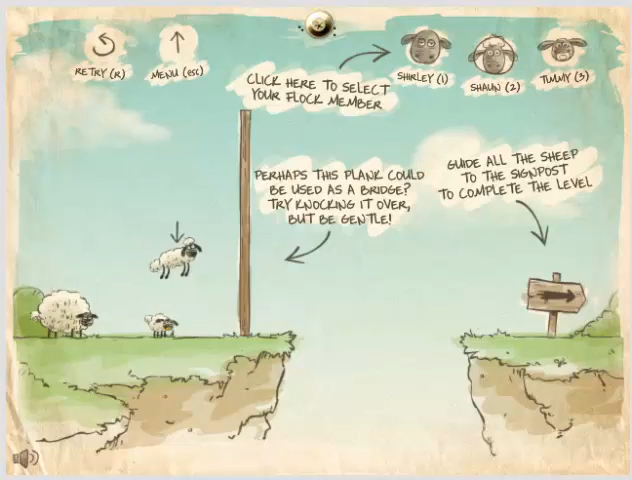 RETRY (R)
MENU (ESC)
CLICK HERE TO SELECT
YOUR FLOCK MEMBER
SHIRLEY (1)
SHAUN (2)
TIMMY (3)
PERHAPS THIS PLANK COULD
BE USED AS A BRIDGE?
TRY KNOCKING IT OVER,
BUT BE GENTLE!
GUIDE ALL THE SHEEP
TO THE SIGNPOST
TO COMPLETE THE LEVEL